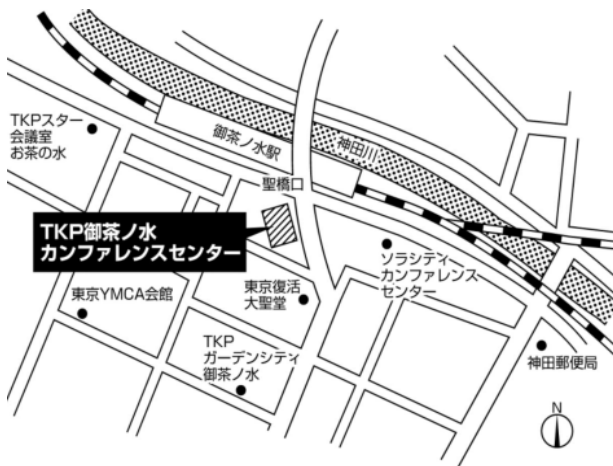 TKPスター
会議室
お茶の水
御茶ノ水駅
神田川
聖橋口
TKP御茶ノ水
カンファレンスセンター
ソラシティ
カンファレンス
センター
東京YMCA会館
東京復活
大聖堂
TKP
ガーデンシティ
御茶ノ水
神田郵便局
N